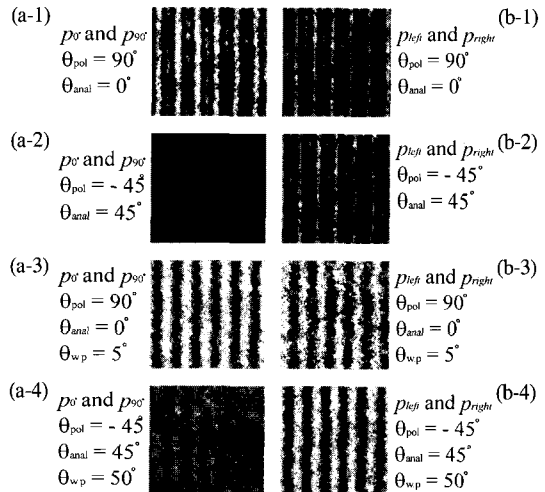 (a-1)
p0° and p90°
θpol = 90°
θanal = 0°
(b-1)
pleft and pright
θpol = 90°
θanal = 0°
(a-2)
p0° and p90°
θpol = - 45°
θanal = 45°
(b-2)
pleft and pright
θpol = - 45°
θanal = 45°
(a-3)
p0° and p90°
θpol = 90°
θanal = 0°
θwp = 5°
(b-3)
pleft and pright
θpol = 90°
θanal = 0°
θwp = 5°
(a-4)
p0° and p90°
θpol = - 45°
θanal = 45°
θwp = 50°
(b-4)
pleft and pright
θpol = - 45°
θanal = 45°
θwp = 50°